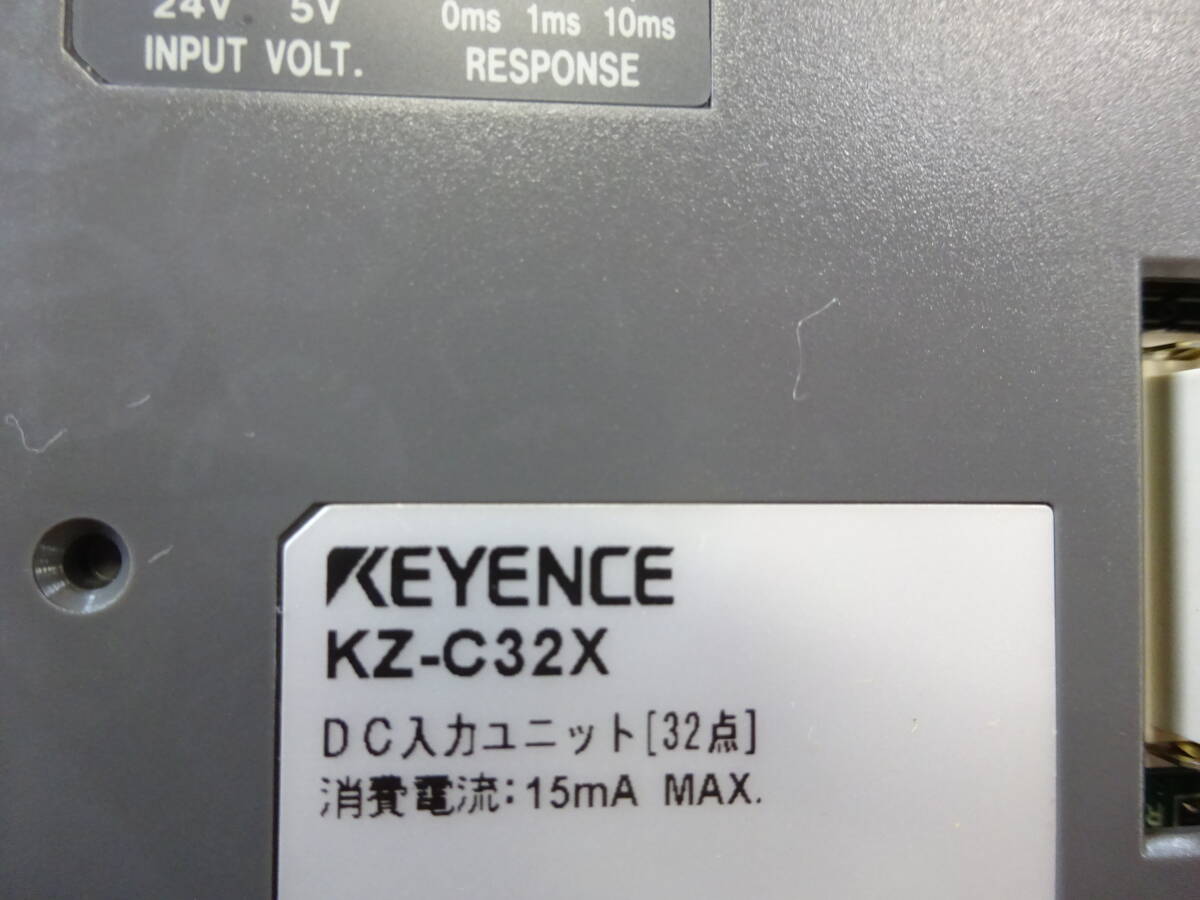 24V 5V 0ms 1ms 10ms
INPUT VOLT. RESPONSE
KEYENCE
KZ-C32X
DC入力ユニット[32点]
消費電流:15mA MAX.